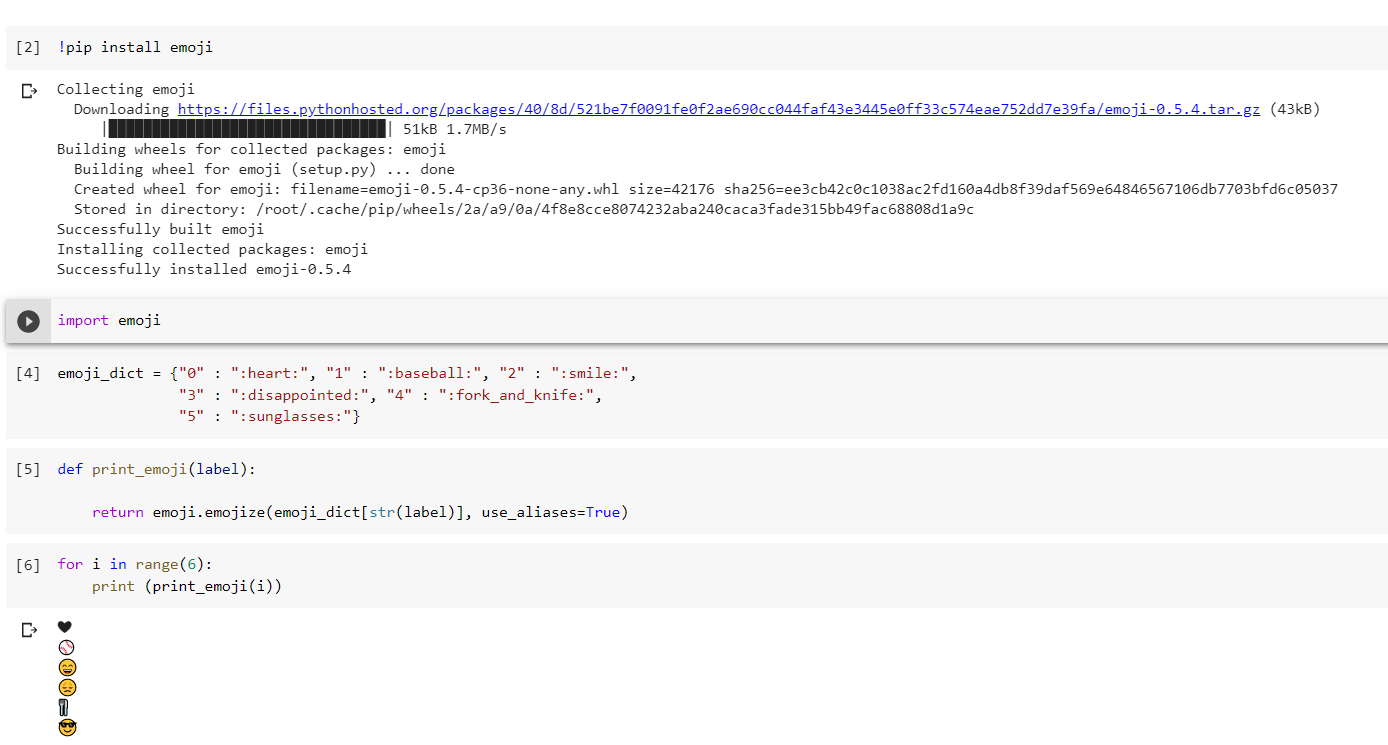 [2] !pip install emoji
Collecting emoji
Downloading https://files.pythonhosted.org/packages/40/8d/521be7f0091fe0f2ae690cc044faf43e3445e0ff33c574eae752dd7e39fa/emoji-0.5.4.tar.gz (43kB)
|████████████████████████████████| 51kB 1.7MB/s
Building wheels for collected packages: emoji
Building wheel for emoji (setup.py) ... done
Created wheel for emoji: filename=emoji-0.5.4-cp36-none-any.whl size=42176 sha256=ee3cb42c0c1038ac2fd160a4db8f39daf569e64846567106db7703bfd6c05037
Stored in directory: /root/.cache/pip/wheels/2a/a9/0a/4f8e8cce8074232aba240caca3fade315bb49fac68808d1a9c
Successfully built emoji
Installing collected packages: emoji
Successfully installed emoji-0.5.4
import emoji
[4] emoji_dict = {"0" : ":heart:", "1" : ":baseball:", "2" : ":smile:",
"3" : ":disappointed:", "4" : ":fork_and_knife:",
"5" : ":sunglasses:"}
[5] def print_emoji(label):
return emoji.emojize(emoji_dict[str(label)], use_aliases=True)
[6] for i in range(6):
print (print_emoji(i))
❤
⚾
😄
😞
🍴
😎